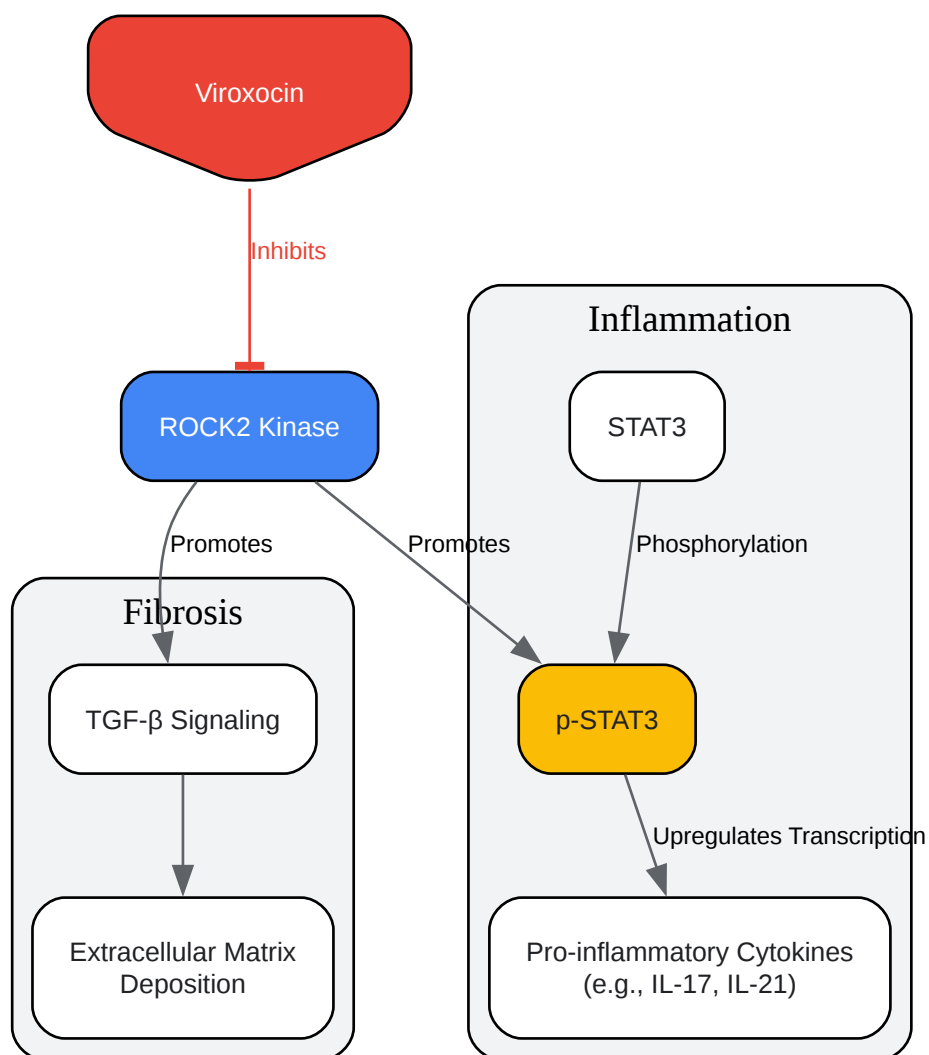 Viroxocin
Inhibits
Inflammation
ROCK2 Kinase
STAT3
Promotes
Promotes
Phosphorylation
Fibrosis
TGF-β Signaling
p-STAT3
Upregulates Transcription
Extracellular Matrix
Deposition
Pro-inflammatory Cytokines
(e.g., IL-17, IL-21)